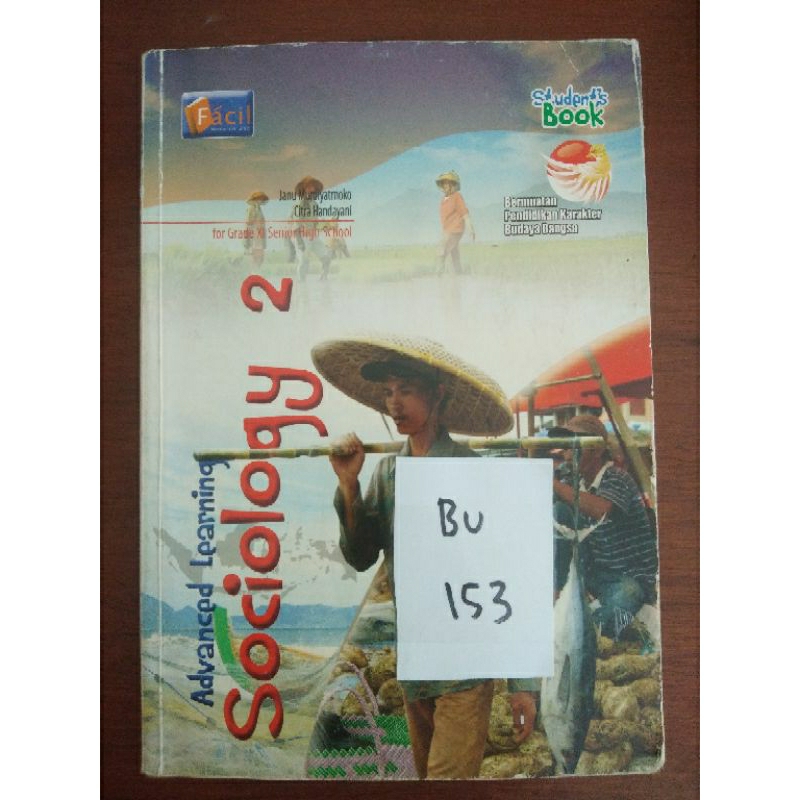 Fácil
Student's
Book
Janu Murdiyatmoko
Citra Handayani
for Grade XI Senior High School
Bermuatan
Pendidikan Karakter
Budaya Bangsa
Advanced Learning
Sociology 2
BU
153